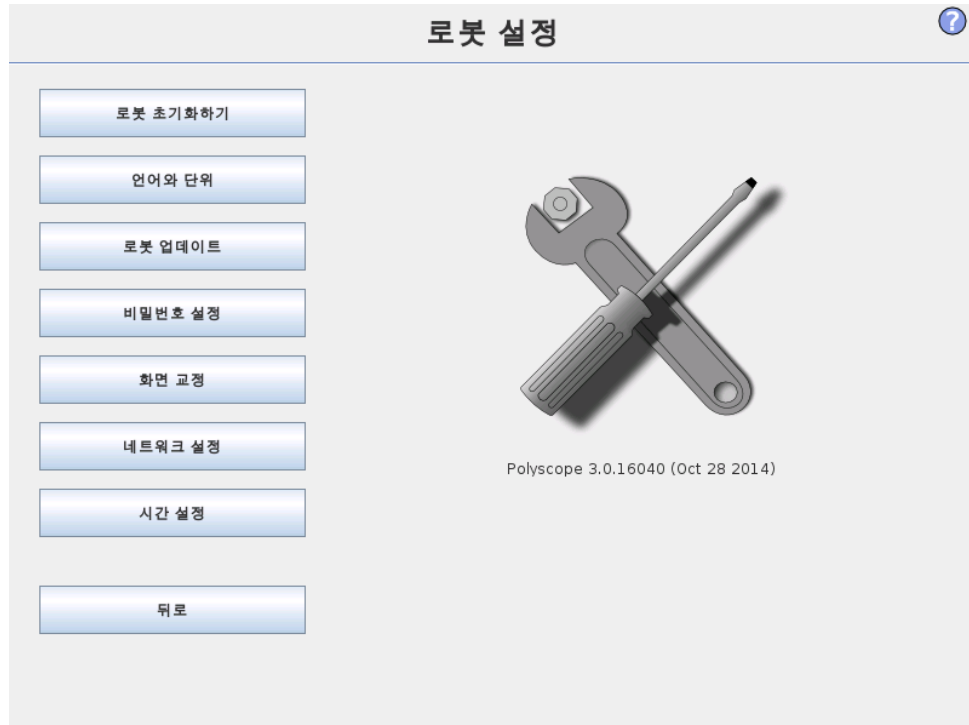 로봇 설정
?
로봇 초기화하기
언어와 단위
로봇 업데이트
비밀번호 설정
화면 교정
네트워크 설정
시간 설정
뒤로
Polyscope 3.0.16040 (Oct 28 2014)